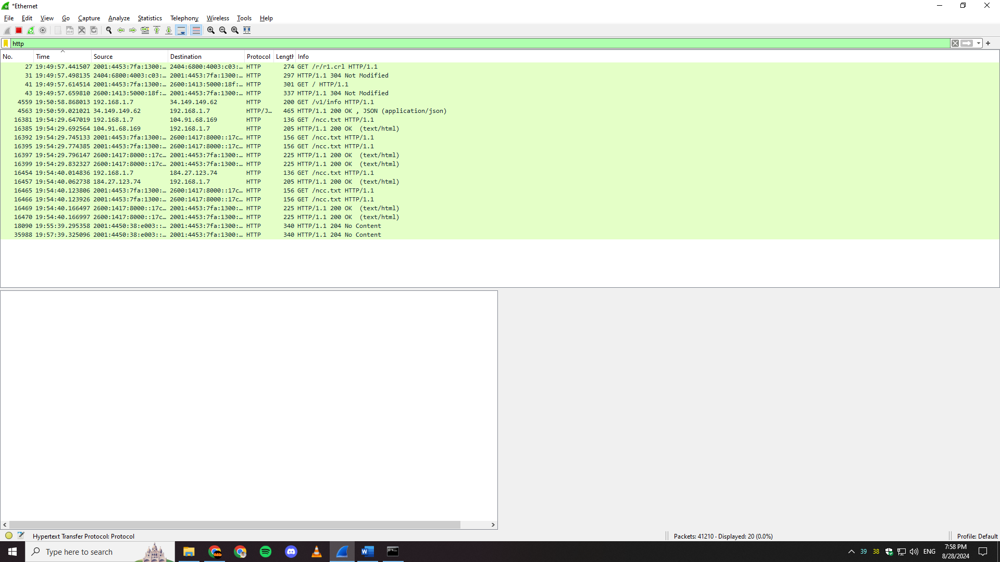 *Ethernet
File Edit View Go Capture Analyze Statistics Telephony Wireless Tools Help
http
No. Time Source Destination Protocol Length Info
27 19:49:57.441507 2001:4453:7fa:1300:… 2404:6800:4003:c03:… HTTP 274 GET /r/r1.crl HTTP/1.1
31 19:49:57.498135 2404:6800:4003:c03:… 2001:4453:7fa:1300:… HTTP 297 HTTP/1.1 304 Not Modified
41 19:49:57.614514 2001:4453:7fa:1300:… 2600:1413:5000:18f:… HTTP 301 GET / HTTP/1.1
43 19:49:57.659810 2600:1413:5000:18f:… 2001:4453:7fa:1300:… HTTP 337 HTTP/1.1 304 Not Modified
4559 19:50:58.868013 192.168.1.7 34.149.149.62 HTTP 200 GET /v1/info HTTP/1.1
4563 19:50:59.021021 34.149.149.62 192.168.1.7 HTTP/J… 465 HTTP/1.1 200 OK , JSON (application/json)
16381 19:54:29.647019 192.168.1.7 104.91.68.169 HTTP 136 GET /ncc.txt HTTP/1.1
16385 19:54:29.692564 104.91.68.169 192.168.1.7 HTTP 205 HTTP/1.1 200 OK (text/html)
16392 19:54:29.745133 2001:4453:7fa:1300:… 2600:1417:8000::17c… HTTP 156 GET /ncc.txt HTTP/1.1
16395 19:54:29.774385 2001:4453:7fa:1300:… 2600:1417:8000::17c… HTTP 156 GET /ncc.txt HTTP/1.1
16397 19:54:29.796147 2600:1417:8000::17c… 2001:4453:7fa:1300:… HTTP 225 HTTP/1.1 200 OK (text/html)
16399 19:54:29.832327 2600:1417:8000::17c… 2001:4453:7fa:1300:… HTTP 225 HTTP/1.1 200 OK (text/html)
16454 19:54:40.014836 192.168.1.7 184.27.123.74 HTTP 136 GET /ncc.txt HTTP/1.1
16457 19:54:40.062738 184.27.123.74 192.168.1.7 HTTP 205 HTTP/1.1 200 OK (text/html)
16465 19:54:40.123806 2001:4453:7fa:1300:… 2600:1417:8000::17c… HTTP 156 GET /ncc.txt HTTP/1.1
16466 19:54:40.123926 2001:4453:7fa:1300:… 2600:1417:8000::17c… HTTP 156 GET /ncc.txt HTTP/1.1
16469 19:54:40.166497 2600:1417:8000::17c… 2001:4453:7fa:1300:… HTTP 225 HTTP/1.1 200 OK (text/html)
16470 19:54:40.166997 2600:1417:8000::17c… 2001:4453:7fa:1300:… HTTP 225 HTTP/1.1 200 OK (text/html)
18090 19:55:39.295358 2001:4450:38:e003::… 2001:4453:7fa:1300:… HTTP 340 HTTP/1.1 204 No Content
35988 19:57:39.325096 2001:4450:38:e003::… 2001:4453:7fa:1300:… HTTP 340 HTTP/1.1 204 No Content
Hypertext Transfer Protocol: Protocol
Packets: 41210 · Displayed: 20 (0.0%)
Profile: Default
Type here to search
39 38 ENG
7:58 PM
8/28/2024